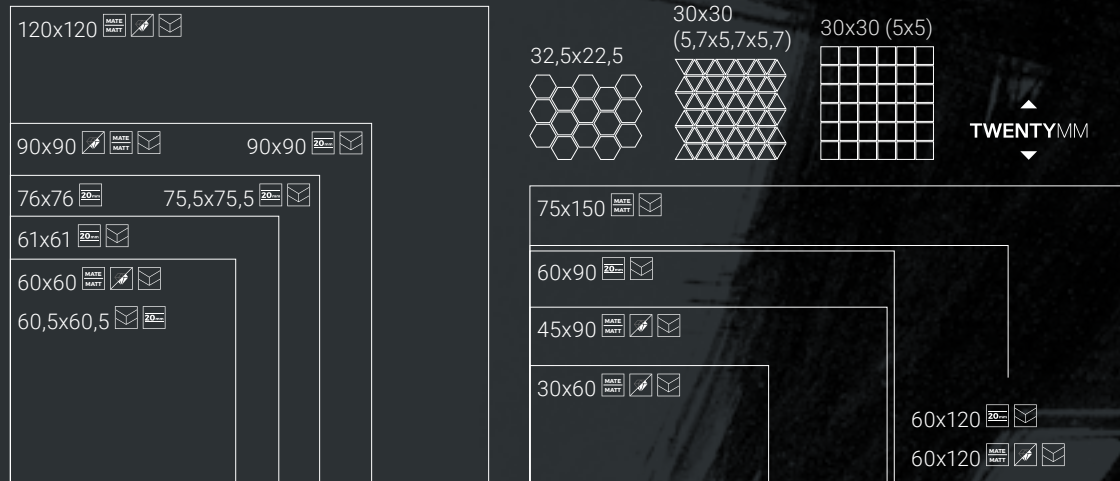 120x120 MATE MATT
90x90 MATE MATT
90x90 20mm
76x76 20mm
75,5x75,5 20mm
61x61 20mm
60x60 MATE MATT
60,5x60,5 20mm
32,5x22,5
30x30
(5,7x5,7x5,7)
30x30 (5x5)
TWENTYMM
75x150 MATE MATT
60x90 20mm
45x90 MATE MATT
30x60 MATE MATT
60x120 20mm
60x120 MATE MATT